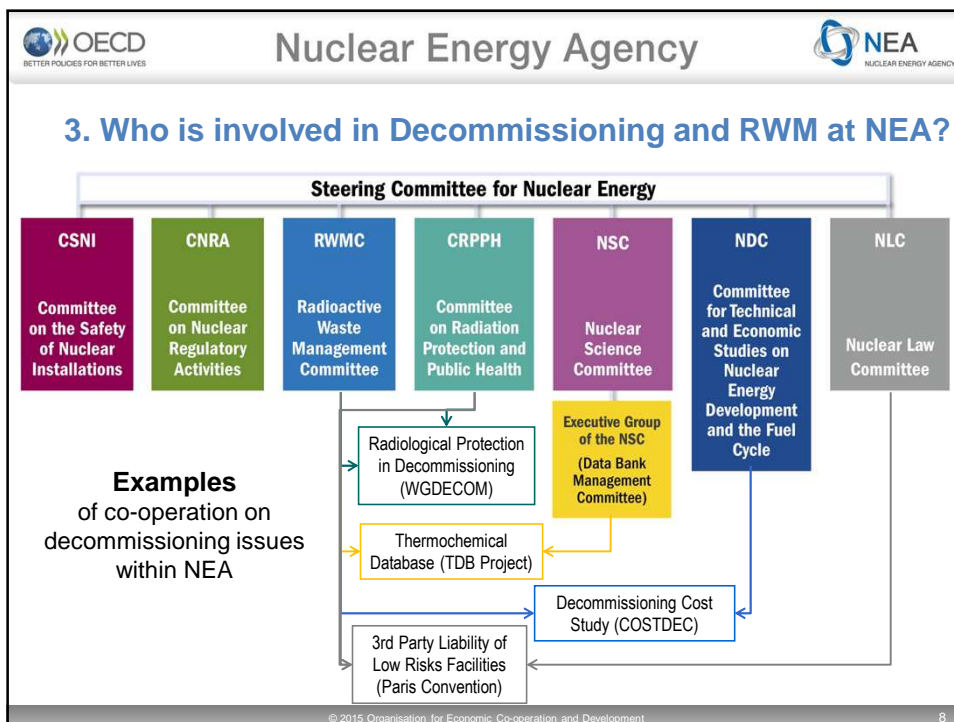 OECD
BETTER POLICIES FOR BETTER LIVES
Nuclear Energy Agency
NEA
NUCLEAR ENERGY AGENCY
3. Who is involved in Decommissioning and RWM at NEA?
Steering Committee for Nuclear Energy
CSNI
Committee
on the Safety
of Nuclear
Installations
CNRA
Committee
on Nuclear
Regulatory
Activities
RWMC
Radioactive
Waste
Management
Committee
CRPPH
Committee
on Radiation
Protection and
Public Health
NSC
Nuclear
Science
Committee
NDC
Committee
for Technical
and Economic
Studies on
Nuclear
Energy
Development
and the Fuel
Cycle
NLC
Nuclear Law
Committee
Executive Group
of the NSC
(Data Bank
Management
Committee)
Radiological Protection
in Decommissioning
(WGDECOM)
Examples
of co-operation on
decommissioning issues
within NEA
Thermochemical
Database (TDB Project)
Decommissioning Cost
Study (COSTDEC)
3rd Party Liability of
Low Risks Facilities
(Paris Convention)
© 2015 Organisation for Economic Co-operation and Development
8